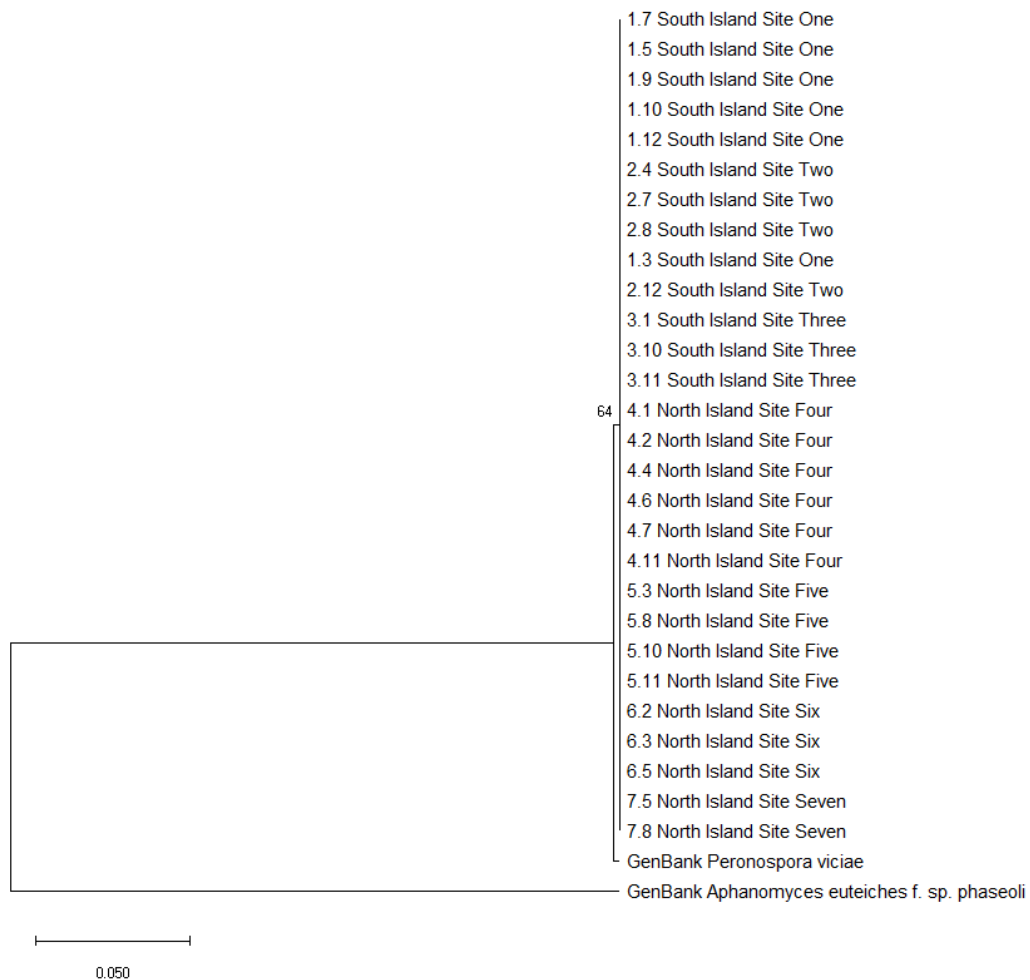 1.7 South Island Site One
1.5 South Island Site One
1.9 South Island Site One
1.10 South Island Site One
1.12 South Island Site One
2.4 South Island Site Two
2.7 South Island Site Two
2.8 South Island Site Two
1.3 South Island Site One
2.12 South Island Site Two
3.1 South Island Site Three
3.10 South Island Site Three
3.11 South Island Site Three
64
4.1 North Island Site Four
4.2 North Island Site Four
4.4 North Island Site Four
4.6 North Island Site Four
4.7 North Island Site Four
4.11 North Island Site Four
5.3 North Island Site Five
5.8 North Island Site Five
5.10 North Island Site Five
5.11 North Island Site Five
6.2 North Island Site Six
6.3 North Island Site Six
6.5 North Island Site Six
7.5 North Island Site Seven
7.8 North Island Site Seven
GenBank Peronospora viciae
GenBank Aphanomyces euteiches f. sp. phaseoli
0.050